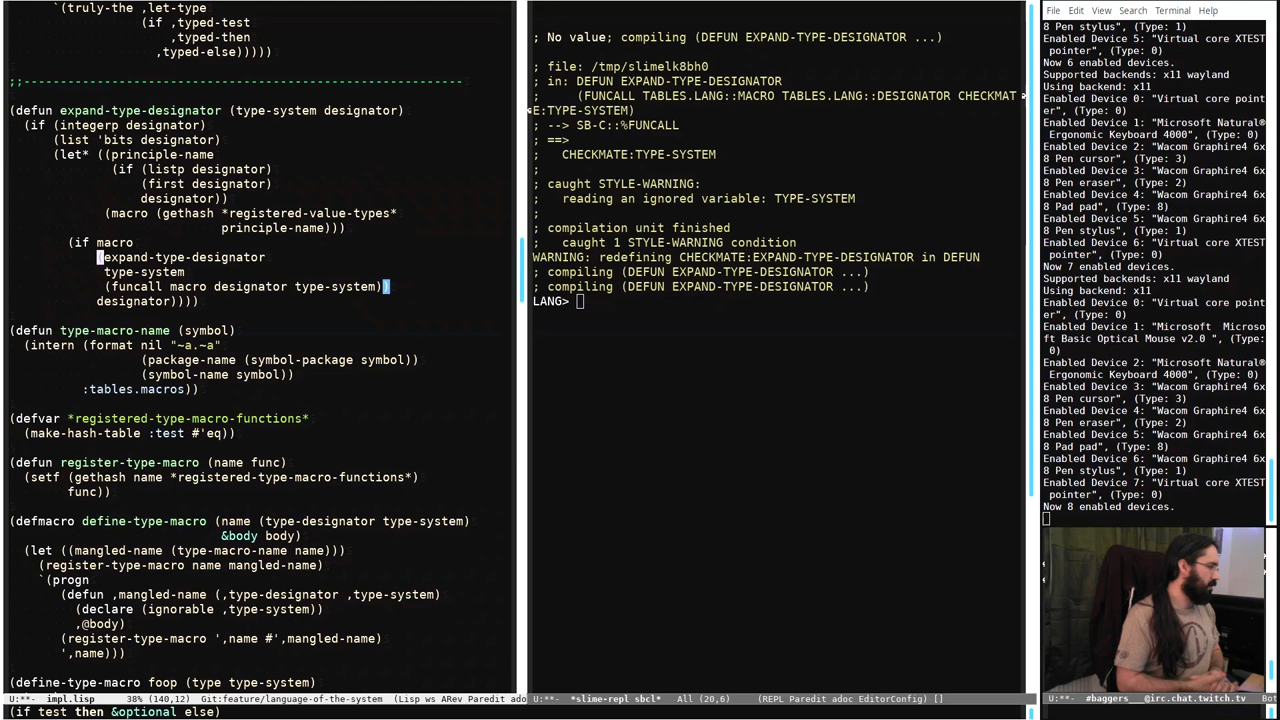 `(truly-the ,let-type
(if ,typed-test
,typed-then
,typed-else)))))
;;-------------------------------------------------------------
(defun expand-type-designator (type-system designator)
(if (integerp designator)
(list 'bits designator)
(let* ((principle-name
(if (listp designator)
(first designator)
designator))
(macro (gethash *registered-value-types*
principle-name)))
(if macro
(expand-type-designator
type-system
(funcall macro designator type-system))
designator))))
(defun type-macro-name (symbol)
(intern (format nil "~a.~a"
(package-name (symbol-package symbol))
(symbol-name symbol))
:tables.macros))
(defvar *registered-type-macro-functions*
(make-hash-table :test #'eq))
(defun register-type-macro (name func)
(setf (gethash name *registered-type-macro-functions*)
func))
(defmacro define-type-macro (name (type-designator type-system)
&body body)
(let ((mangled-name (type-macro-name name)))
(register-type-macro name mangled-name)
`(progn
(defun ,mangled-name (,type-designator ,type-system)
(declare (ignorable ,type-system))
,@body)
(register-type-macro ',name #',mangled-name)
',name)))
(define-type-macro foop (type type-system)
U:**-  impl.lisp      38% (140,12)   Git:feature/language-of-the-system  (Lisp ws ARev Paredit ado
(if test then &optional else)
; No value; compiling (DEFUN EXPAND-TYPE-DESIGNATOR ...)
; file: /tmp/slimelk8bh0
; in: DEFUN EXPAND-TYPE-DESIGNATOR
;      (FUNCALL TABLES.LANG::MACRO TABLES.LANG::DESIGNATOR CHECKMAT
E:TYPE-SYSTEM)
; --> SB-C::%FUNCALL
; ==>
;   CHECKMATE:TYPE-SYSTEM
;
; caught STYLE-WARNING:
;   reading an ignored variable: TYPE-SYSTEM
;
; compilation unit finished
;   caught 1 STYLE-WARNING condition
WARNING: redefining CHECKMATE:EXPAND-TYPE-DESIGNATOR in DEFUN
; compiling (DEFUN EXPAND-TYPE-DESIGNATOR ...)
; compiling (DEFUN EXPAND-TYPE-DESIGNATOR ...)
LANG>
U:**-  *slime-repl sbcl*   All (20,6)     (REPL Paredit adoc EditorConfig) []
File Edit View Search Terminal Help
8 Pen stylus", (Type: 1)
Enabled Device 5: "Virtual core XTEST
pointer", (Type: 0)
Now 6 enabled devices.
Supported backends: x11 wayland
Using backend: x11
Enabled Device 0: "Virtual core point
er", (Type: 0)
Enabled Device 1: "Microsoft Natural®
Ergonomic Keyboard 4000", (Type: 0)
Enabled Device 2: "Wacom Graphire4 6x
8 Pen cursor", (Type: 3)
Enabled Device 3: "Wacom Graphire4 6x
8 Pen eraser", (Type: 2)
Enabled Device 4: "Wacom Graphire4 6x
8 Pad pad", (Type: 8)
Enabled Device 5: "Wacom Graphire4 6x
8 Pen stylus", (Type: 1)
Enabled Device 6: "Virtual core XTEST
pointer", (Type: 0)
Now 7 enabled devices.
Supported backends: x11 wayland
Using backend: x11
Enabled Device 0: "Virtual core point
er", (Type: 0)
Enabled Device 1: "Microsoft  Microso
ft Basic Optical Mouse v2.0 ", (Type:
0)
Enabled Device 2: "Microsoft Natural®
Ergonomic Keyboard 4000", (Type: 0)
Enabled Device 3: "Wacom Graphire4 6x
8 Pen cursor", (Type: 3)
Enabled Device 4: "Wacom Graphire4 6x
8 Pen eraser", (Type: 2)
Enabled Device 5: "Wacom Graphire4 6x
8 Pad pad", (Type: 8)
Enabled Device 6: "Wacom Graphire4 6x
8 Pen stylus", (Type: 1)
Enabled Device 7: "Virtual core XTEST
pointer", (Type: 0)
Now 8 enabled devices.
U:**-  #baggers_  @irc.chat.twitch.tv   Bot